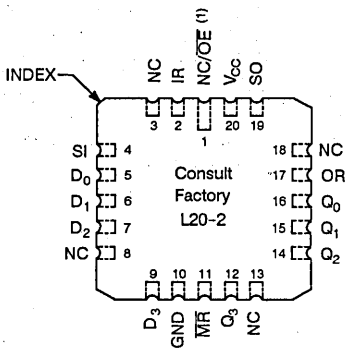 INDEX
NC IR NC/O̅E̅ (1) VCC SO
3 2 1 20 19
SI 4 18 NC
D0 5 Consult 17 OR
D1 6 Factory 16 Q0
D2 7 L20-2 15 Q1
NC 8 14 Q2
9 10 11 12 13
D3 GND M̅R̅ Q3 NC